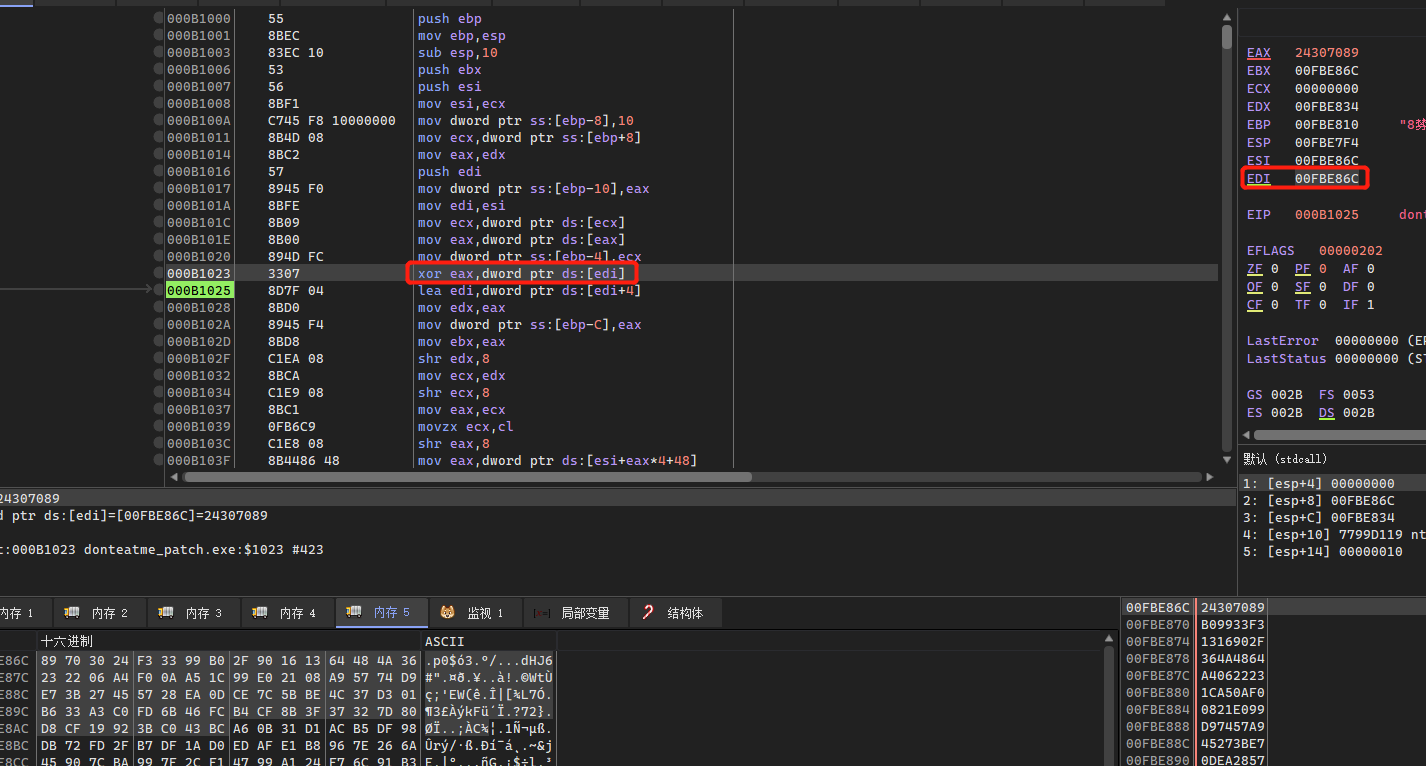 000B1000 55 push ebp
000B1001 8BEC mov ebp,esp
000B1003 83EC 10 sub esp,10
000B1006 53 push ebx
000B1007 56 push esi
000B1008 8BF1 mov esi,ecx
000B100A C745 F8 10000000 mov dword ptr ss:[ebp-8],10
000B1011 8B4D 08 mov ecx,dword ptr ss:[ebp+8]
000B1014 8BC2 mov eax,edx
000B1016 57 push edi
000B1017 8945 F0 mov dword ptr ss:[ebp-10],eax
000B101A 8BFE mov edi,esi
000B101C 8B09 mov ecx,dword ptr ds:[ecx]
000B101E 8B00 mov eax,dword ptr ds:[eax]
000B1020 894D FC mov dword ptr ss:[ebp-4],ecx
000B1023 3307 xor eax,dword ptr ds:[edi]
000B1025 8D7F 04 lea edi,dword ptr ds:[edi+4]
000B1028 8BD0 mov edx,eax
000B102A 8945 F4 mov dword ptr ss:[ebp-C],eax
000B102D 8BD8 mov ebx,eax
000B102F C1EA 08 shr edx,8
000B1032 8BCA mov ecx,edx
000B1034 C1E9 08 shr ecx,8
000B1037 8BC1 mov eax,ecx
000B1039 0FB6C9 movzx ecx,cl
000B103C C1E8 08 shr eax,8
000B103F 8B4486 48 mov eax,dword ptr ds:[esi+eax*4+48]
EAX 24307089
EBX 00FBE86C
ECX 00000000
EDX 00FBE834
EBP 00FBE810 "8
ESP 00FBE7F4
ESI 00FBE86C
EDI 00FBE86C
EIP 000B1025 dont
EFLAGS 00000202
ZF 0 PF 0 AF 0
OF 0 SF 0 DF 0
CF 0 TF 0 IF 1
LastError 00000000 (EF
LastStatus 00000000 (ST
GS 002B FS 0053
ES 002B DS 002B
默认 (stdcall)
1: [esp+4] 00000000
2: [esp+8] 00FBE86C
3: [esp+C] 00FBE834
4: [esp+10] 7799D119 nt
5: [esp+14] 00000010
24307089
d ptr ds:[edi]=[00FBE86C]=24307089
t:000B1023 donteatme_patch.exe:$1023 #423
内存 1 内存 2 内存 3 内存 4 内存 5 监视 1 局部变量 结构体
十六进制 ASCII
E86C 89 70 30 24 F3 33 99 B0 2F 90 16 13 64 48 4A 36 .p0$ó3.°/...dHJ6
E87C 23 22 06 A4 F0 0A A5 1C 99 E0 21 08 A9 57 74 D9 #".¤ð.¥..à!.©WtÙ
E88C E7 3B 27 45 57 28 EA 0D CE 7C 5B BE 4C 37 D3 01 ç;'EW(ê.Î|[¾L7Ó.
E89C B6 33 A3 C0 FD 6B 46 FC B4 CF 8B 3F 37 32 7D 80 ¶3£ÀýkFü´Ï.?72}.
E8AC D8 CF 19 92 3B C0 43 BC A6 0B 31 D1 AC B5 DF 98 ØÏ..;ÀC¼¦.1Ñ¬µß.
E8BC DB 72 FD 2F B7 DF 1A D0 ED AF E1 B8 96 7E 26 6A Ûrý/·ß.Ðí¯á¸.~&j
E8CC 45 90 7C BA 99 7F 2C F1 47 99 A1 24 F7 6C 91 B3 E.|º..,ñG.¡$÷l.³
00FBE86C 24307089
00FBE870 B09933F3
00FBE874 1316902F
00FBE878 364A4864
00FBE87C A4062223
00FBE880 1CA50AF0
00FBE884 0821E099
00FBE888 D97457A9
00FBE88C 45273BE7
00FBE890 0DEA2857